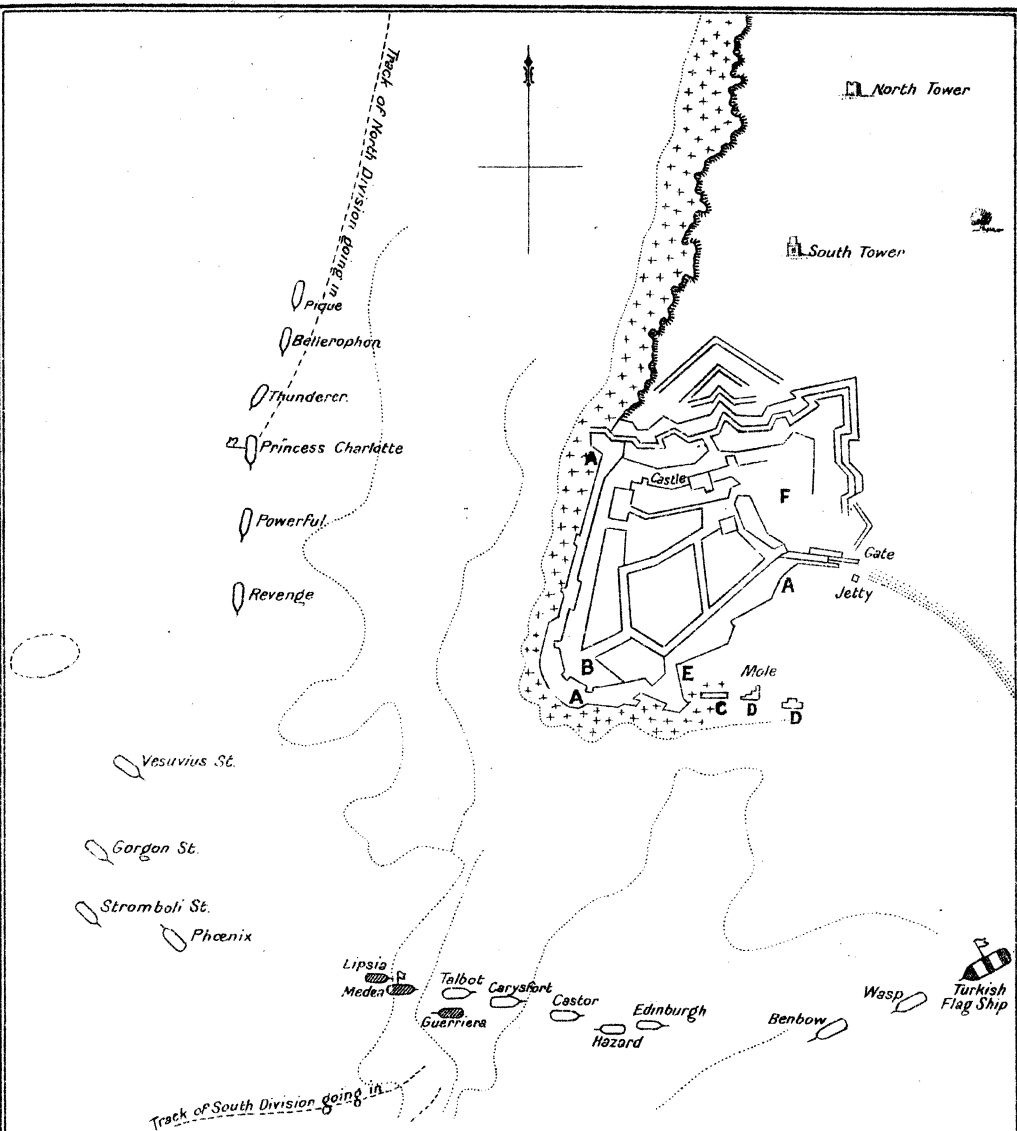 Track of North Division going in
North Tower
South Tower
Pique
Bellerophon
Thunderer.
Princess Charlotte
Powerful.
Revenge
A
Castle
F
Gate
A
Jetty
B
E
Mole
A
C
D
D
Vesuvius St.
Gorgon St.
Stromboli St.
Phœnix
Lipsia
Medea
Talbot
Carysfort
Guerriera
Castor
Hazard
Edinburgh
Benbow
Wasp
Turkish
Flag Ship
Track of South Division going in